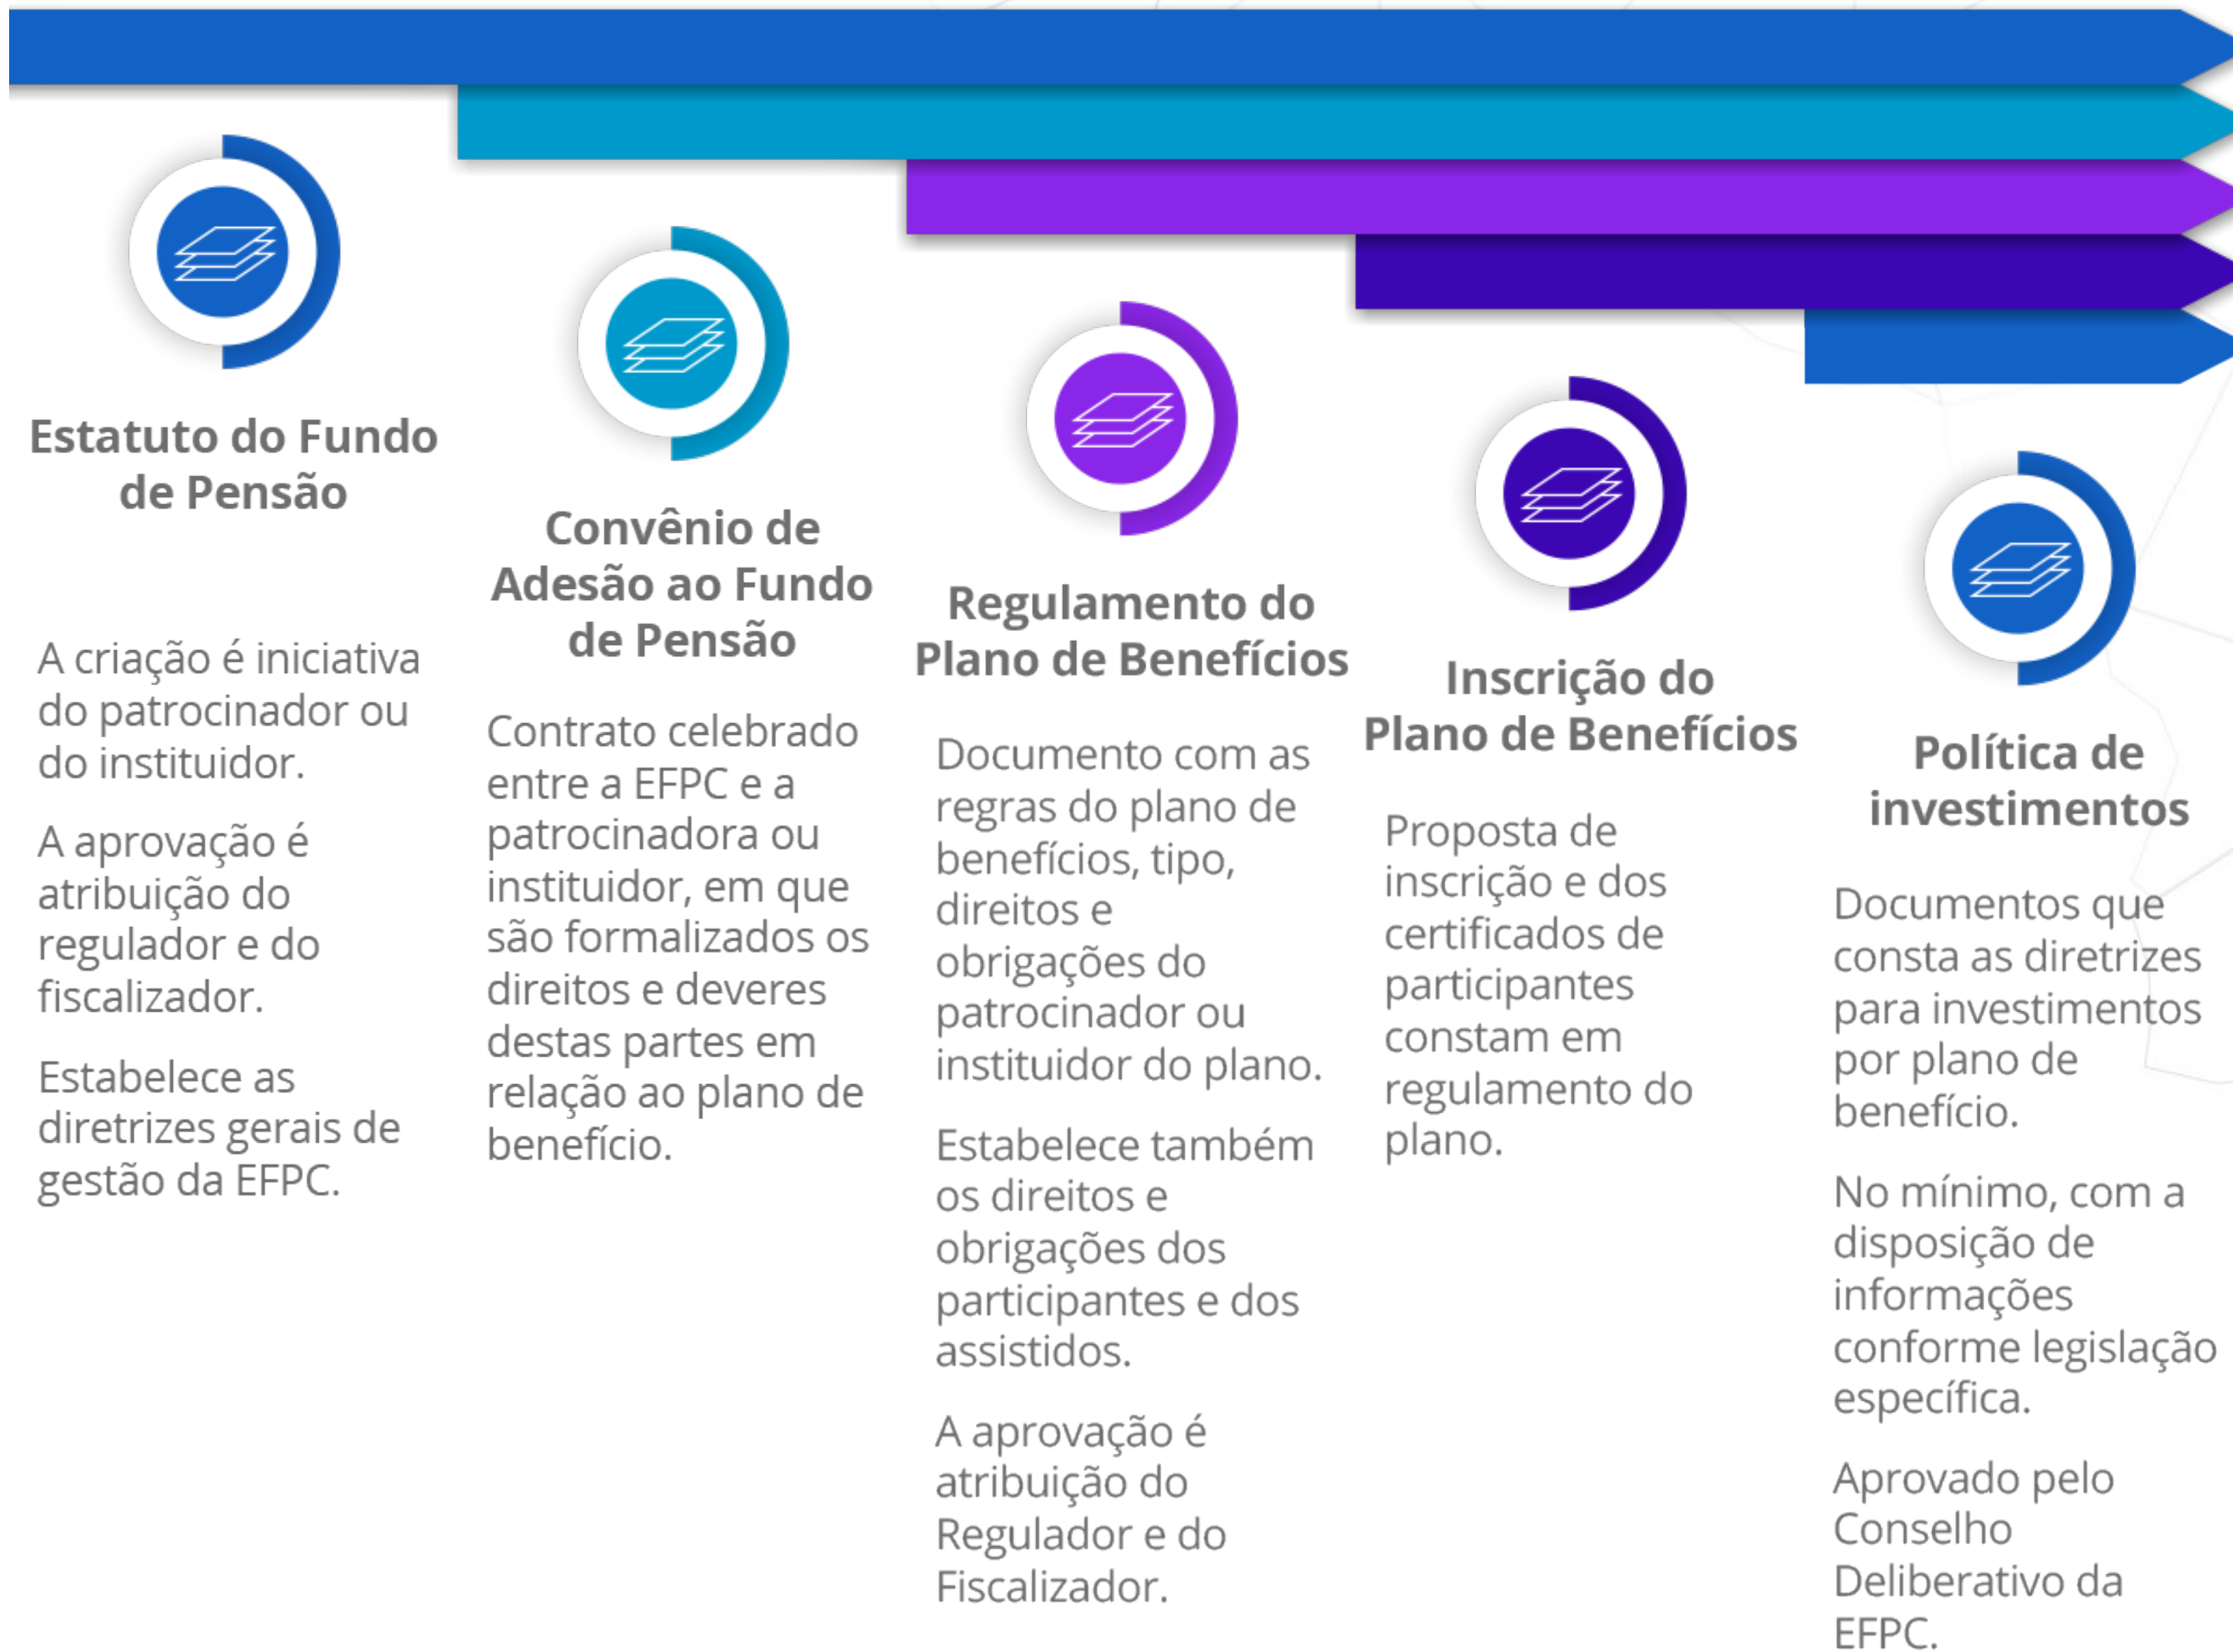 Estatuto do Fundo
de Pensão
A criação é iniciativa
do patrocinador ou
do instituidor.
A aprovação é
atribuição do
regulador e do
fiscalizador.
Estabelece as
diretrizes gerais de
gestão da EFPC.
Convênio de
Adesão ao Fundo
de Pensão
Contrato celebrado
entre a EFPC e a
patrocinadora ou
instituidor, em que
são formalizados os
direitos e deveres
destas partes em
relação ao plano de
benefício.
Regulamento do
Plano de Benefícios
Documento com as
regras do plano de
benefícios, tipo,
direitos e
obrigações do
patrocinador ou
instituidor do plano.
Estabelece também
os direitos e
obrigações dos
participantes e dos
assistidos.
A aprovação é
atribuição do
Regulador e do
Fiscalizador.
Inscrição do
Plano de Benefícios
Proposta de
inscrição e dos
certificados de
participantes
constam em
regulamento do
plano.
Política de
investimentos
Documentos que
consta as diretrizes
para investimentos
por plano de
benefício.
No mínimo, com a
disposição de
informações
conforme legislação
específica.
Aprovado pelo
Conselho
Deliberativo da
EFPC.